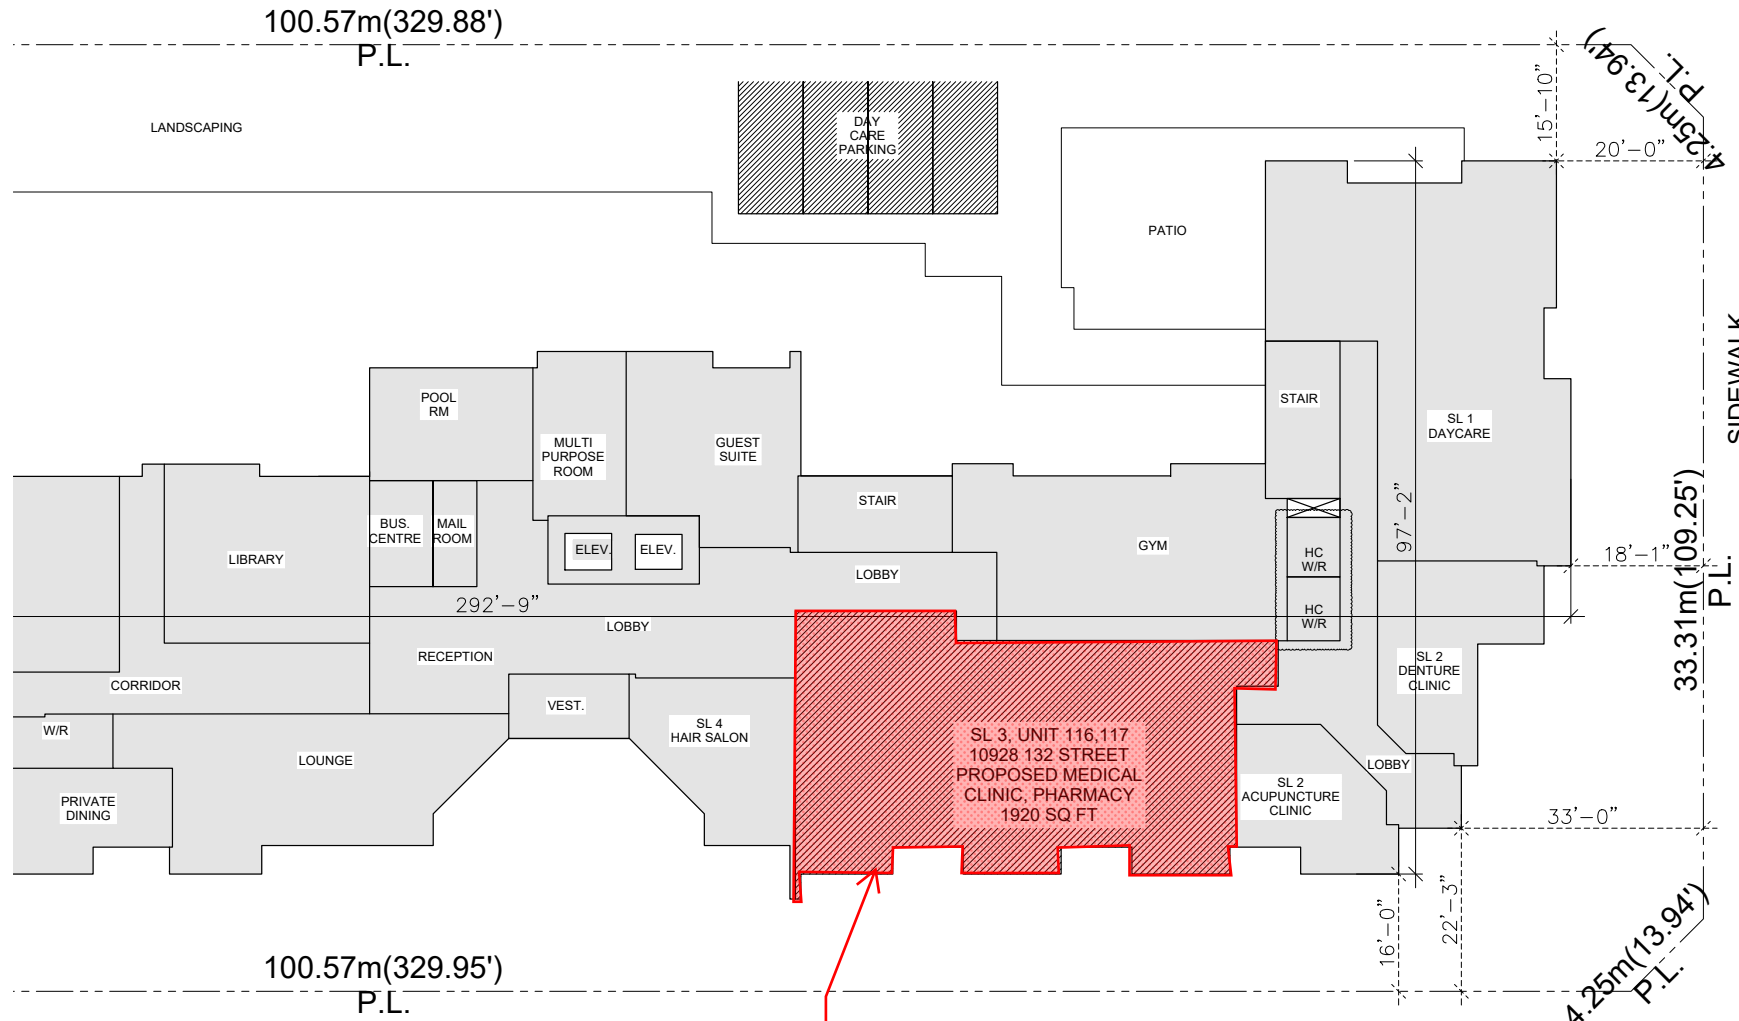 100.57m(329.88')
P.L.
4.25m(13.94')
P.L.
15'-10"
20'-0"
LANDSCAPING
DAY
CARE
PARKING
PATIO
SIDEWALK
POOL
RM
MULTI
PURPOSE
ROOM
GUEST
SUITE
STAIR
SL 1
DAYCARE
STAIR
BUS.
CENTRE
MAIL
ROOM
ELEV.
ELEV.
LIBRARY
LOBBY
GYM
HC
W/R
HC
W/R
97'-2"
18'-1"
33.31m(109.25')
P.L.
292'-9"
LOBBY
RECEPTION
CORRIDOR
SL 2
DENTURE
CLINIC
W/R
VEST.
SL 4
HAIR SALON
LOUNGE
SL 3, UNIT 116,117
10928 132 STREET
PROPOSED MEDICAL
CLINIC, PHARMACY
1920 SQ FT
LOBBY
SL 2
ACUPUNCTURE
CLINIC
PRIVATE
DINING
33'-0"
16'-0"
22'-3"
4.25m(13.94')
P.L.
100.57m(329.95')
P.L.